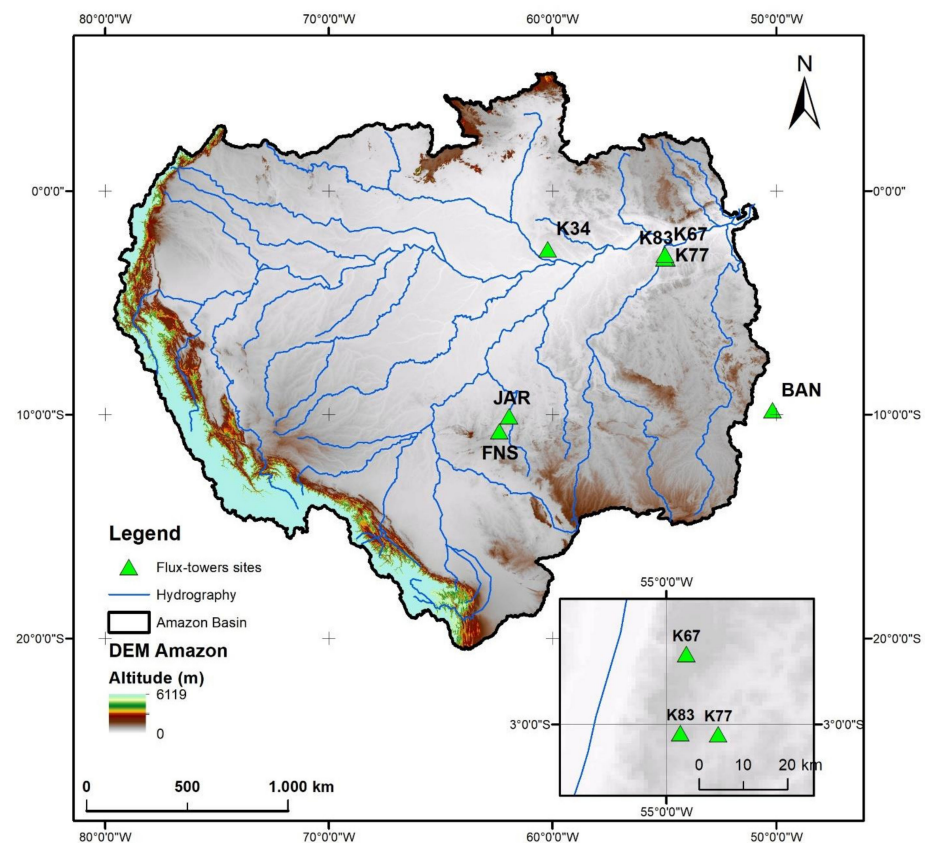 80°0'0"W 70°0'0"W 60°0'0"W 50°0'0"W
N
0°0'0" 0°0'0"
K34
K83 K67
K77
BAN
10°0'0"S 10°0'0"S
JAR
FNS
Legend
Flux-towers sites
Hydrography
Amazon Basin
20°0'0"S 20°0'0"S
DEM Amazon
Altitude (m)
6119
0
0 500 1.000 km
55°0'0"W
K67
K83 K77
3°0'0"S 3°0'0"S
0 10 20 km
55°0'0"W
80°0'0"W 70°0'0"W 60°0'0"W 50°0'0"W